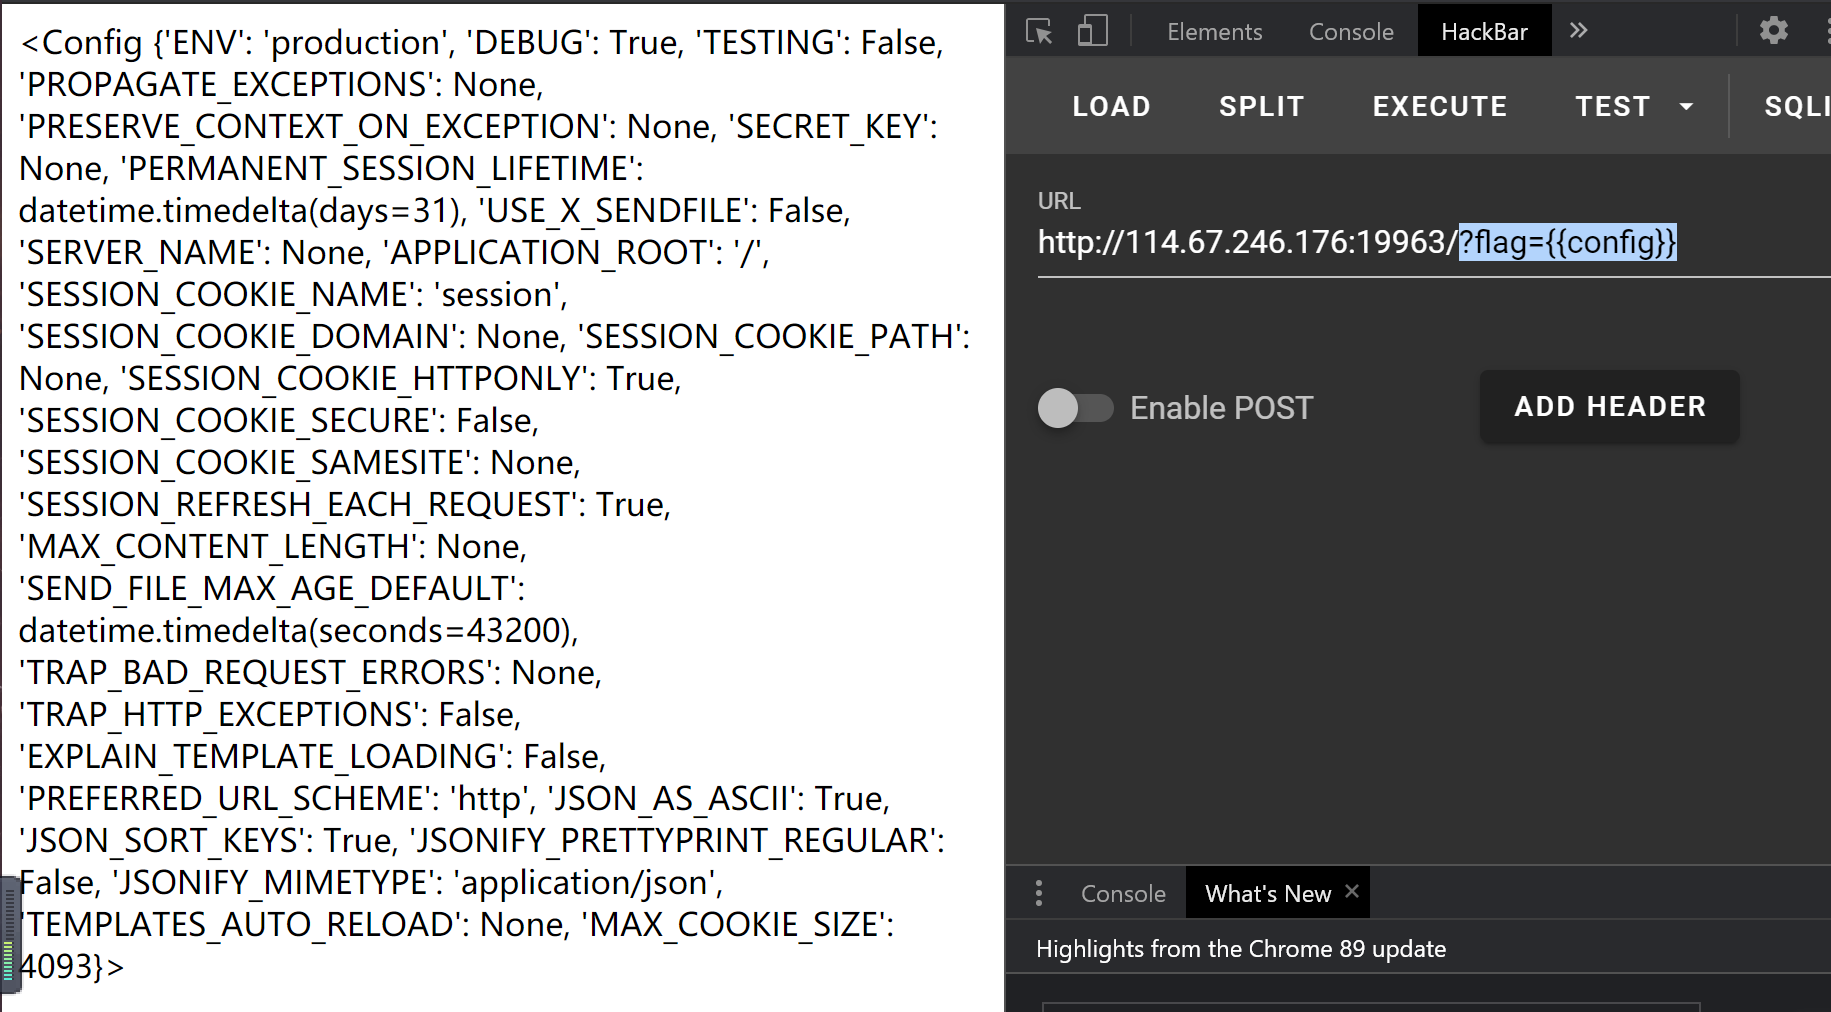 <Config {'ENV': 'production', 'DEBUG': True, 'TESTING': False,
'PROPAGATE_EXCEPTIONS': None,
'PRESERVE_CONTEXT_ON_EXCEPTION': None, 'SECRET_KEY':
None, 'PERMANENT_SESSION_LIFETIME':
datetime.timedelta(days=31), 'USE_X_SENDFILE': False,
'SERVER_NAME': None, 'APPLICATION_ROOT': '/',
'SESSION_COOKIE_NAME': 'session',
'SESSION_COOKIE_DOMAIN': None, 'SESSION_COOKIE_PATH':
None, 'SESSION_COOKIE_HTTPONLY': True,
'SESSION_COOKIE_SECURE': False,
'SESSION_COOKIE_SAMESITE': None,
'SESSION_REFRESH_EACH_REQUEST': True,
'MAX_CONTENT_LENGTH': None,
'SEND_FILE_MAX_AGE_DEFAULT':
datetime.timedelta(seconds=43200),
'TRAP_BAD_REQUEST_ERRORS': None,
'TRAP_HTTP_EXCEPTIONS': False,
'EXPLAIN_TEMPLATE_LOADING': False,
'PREFERRED_URL_SCHEME': 'http', 'JSON_AS_ASCII': True,
'JSON_SORT_KEYS': True, 'JSONIFY_PRETTYPRINT_REGULAR':
False, 'JSONIFY_MIMETYPE': 'application/json',
'TEMPLATES_AUTO_RELOAD': None, 'MAX_COOKIE_SIZE':
4093}>
Elements Console HackBar
LOAD SPLIT EXECUTE TEST SQLI
URL
http://114.67.246.176:19963/?flag={{config}}
Enable POST ADD HEADER
Console What's New
Highlights from the Chrome 89 update